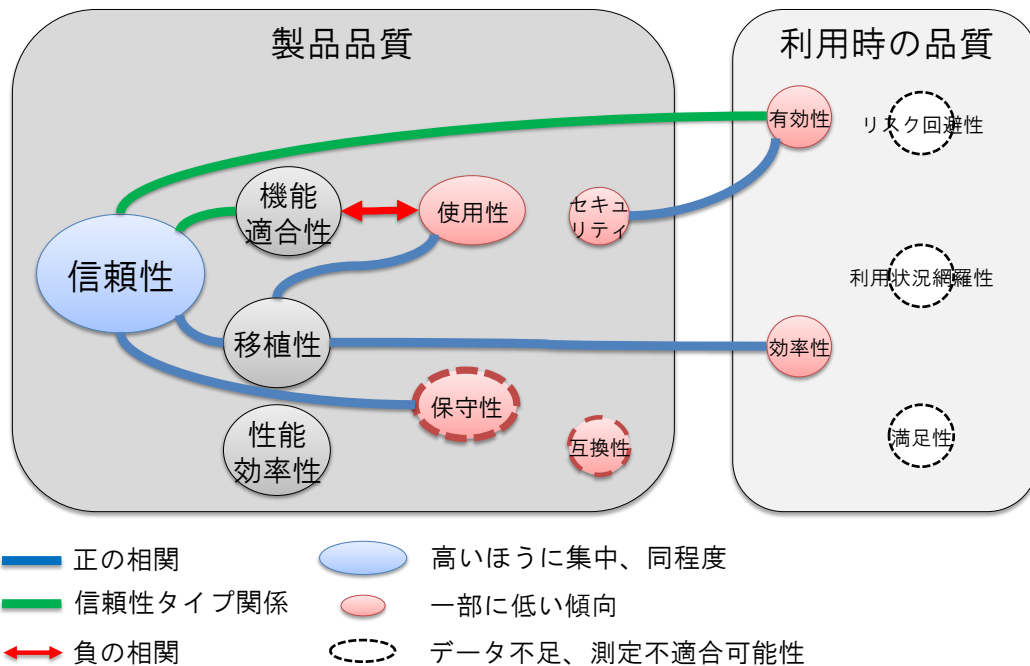 製品品質
利用時の品質
有効性
リスク回避性
機能
適合性
使用性
セキュ
リティ
信頼性
利用状況網羅性
移植性
効率性
保守性
性能
効率性
互換性
満足性
正の相関
高いほうに集中、同程度
信頼性タイプ関係
一部に低い傾向
負の相関
データ不足、測定不適合可能性